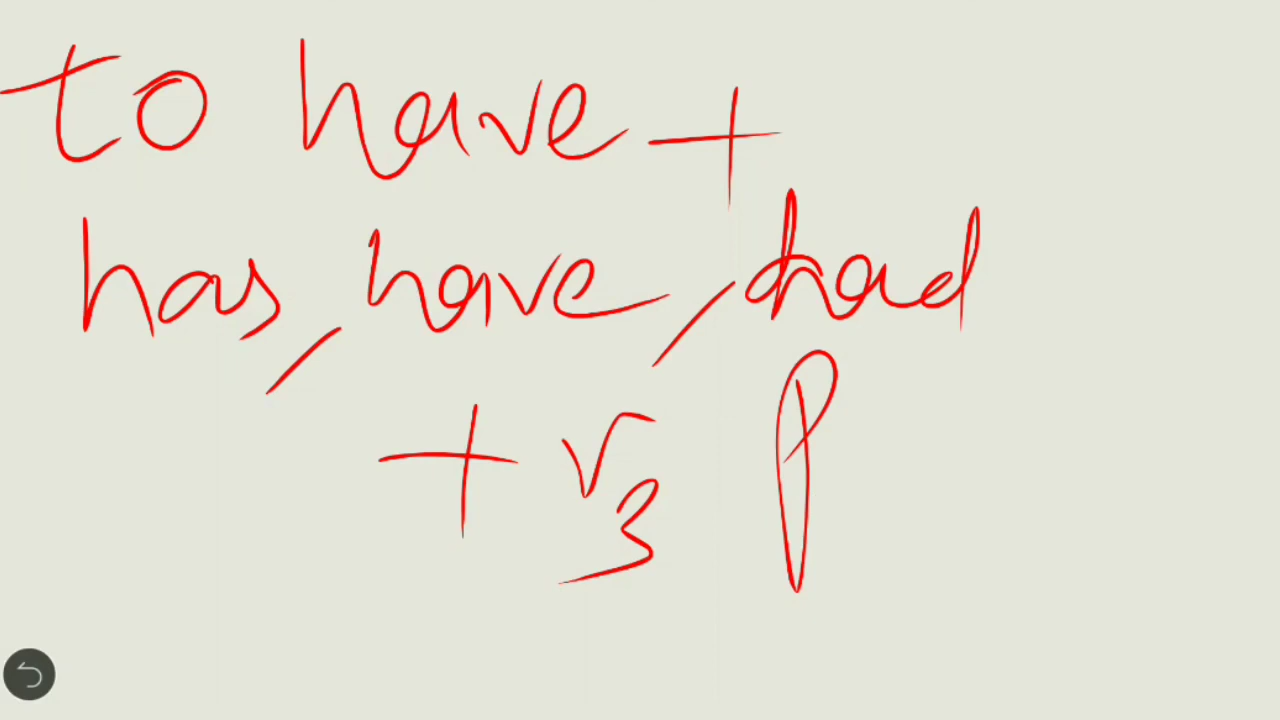 to have +
has, have, had
+ V3 P